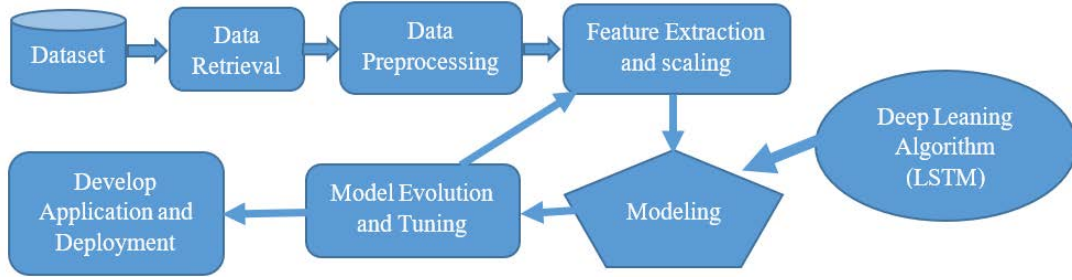 Dataset
Data
Retrieval
Data
Preprocessing
Feature Extraction
and scaling
Deep Leaning
Algorithm
(LSTM)
Modeling
Model Evolution
and Tuning
Develop
Application and
Deployment